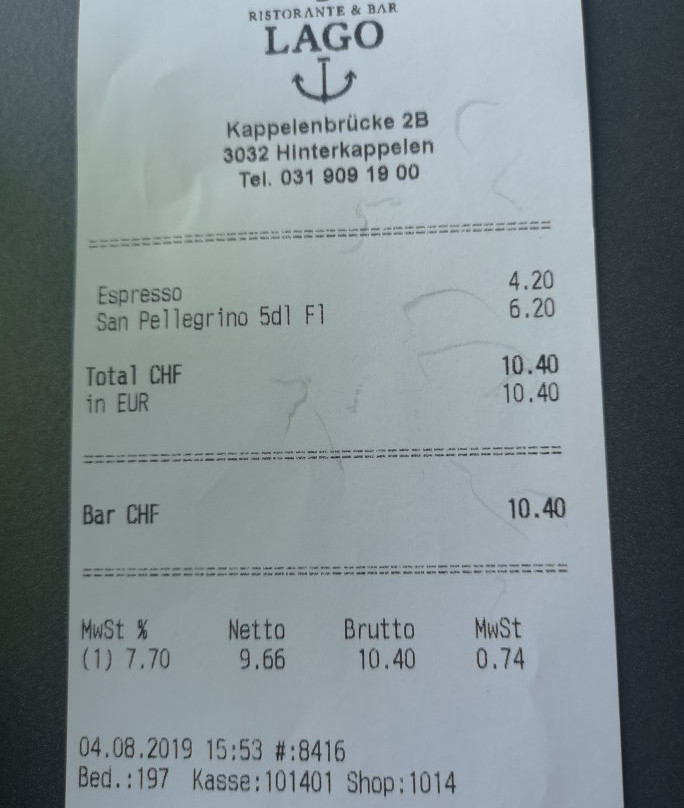 RISTORANTE & BAR
LAGO
Kappelenbrücke 2B
3032 Hinterkappelen
Tel. 031 909 19 00
Espresso 4.20
San Pellegrino 5dl Fl 6.20
Total CHF 10.40
in EUR 10.40
Bar CHF 10.40
MwSt % Netto Brutto MwSt
(1) 7.70 9.66 10.40 0.74
04.08.2019 15:53 #:8416
Bed.:197 Kasse:101401 Shop:1014